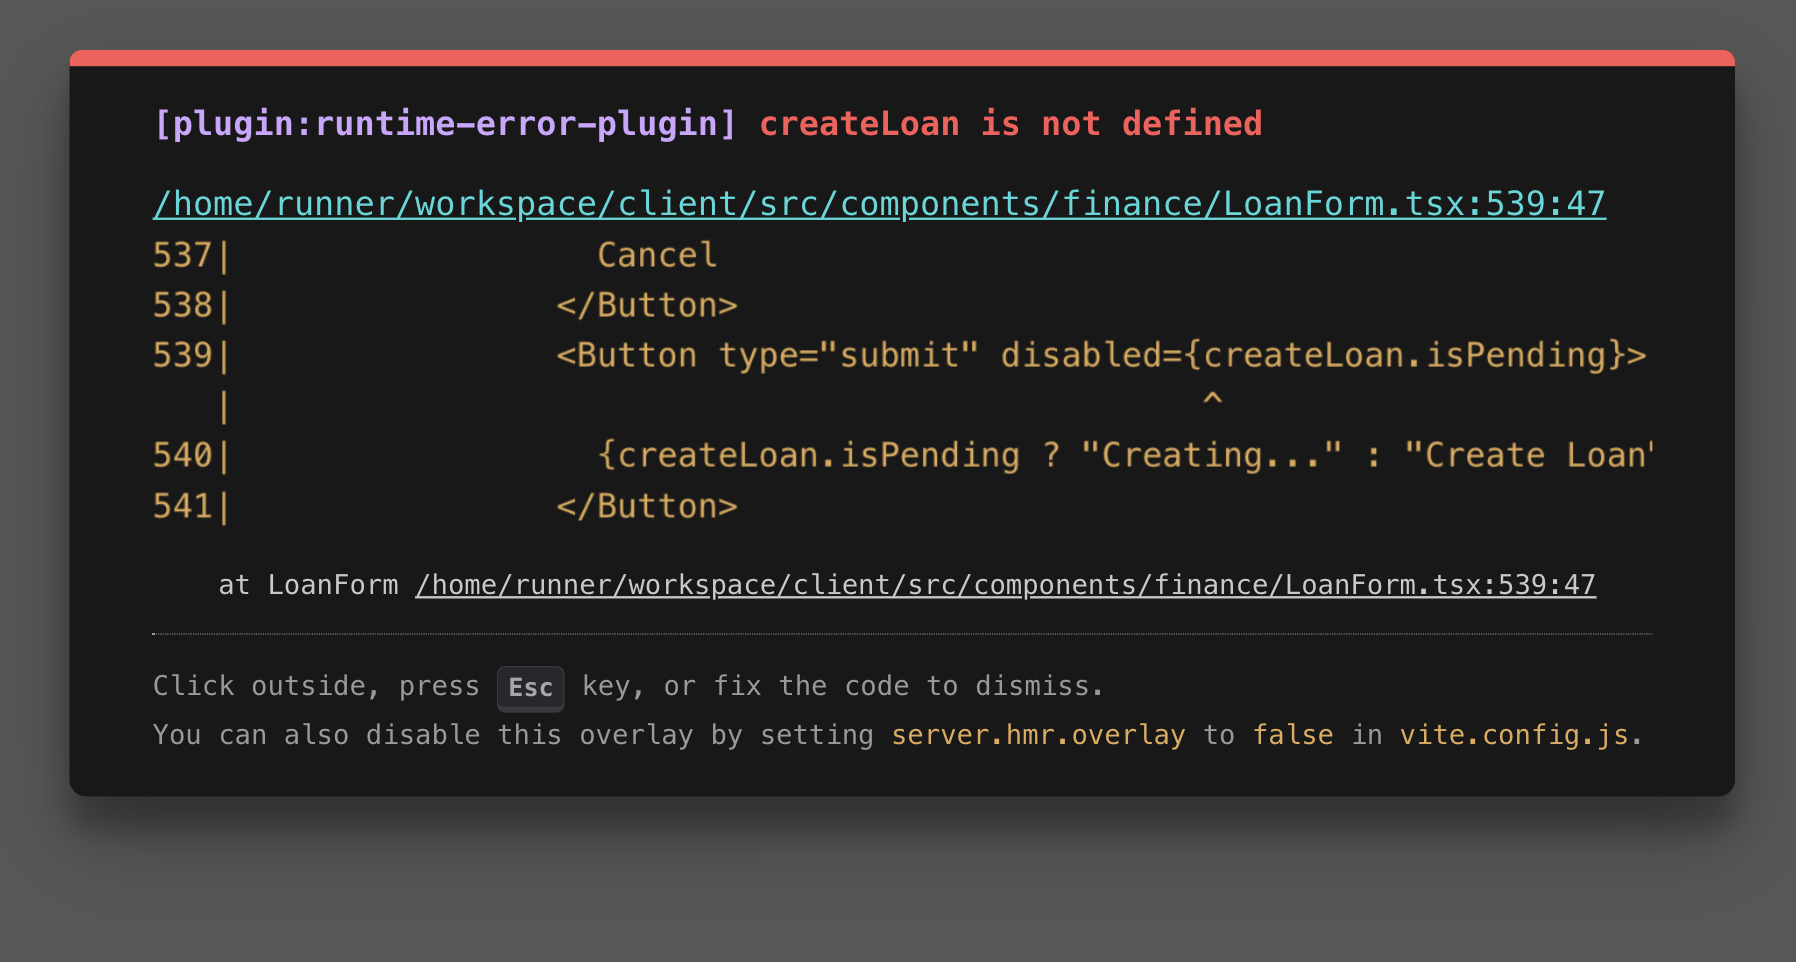 [plugin:runtime-error-plugin] createLoan is not defined
/home/runner/workspace/client/src/components/finance/LoanForm.tsx:539:47
537|                  Cancel
538|                </Button>
539|                <Button type="submit" disabled={createLoan.isPending}>
   |                                                ^
540|                  {createLoan.isPending ? "Creating..." : "Create Loan"
541|                </Button>
    at LoanForm /home/runner/workspace/client/src/components/finance/LoanForm.tsx:539:47
Click outside, press Esc key, or fix the code to dismiss.
You can also disable this overlay by setting server.hmr.overlay to false in vite.config.js.